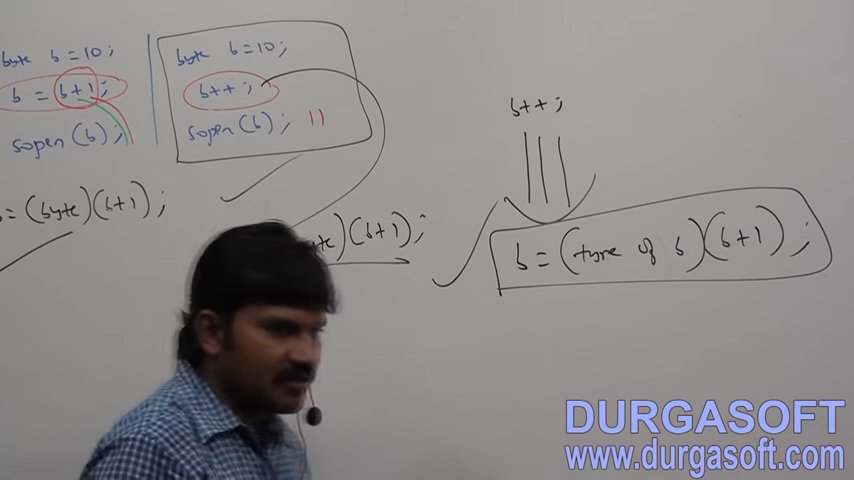 byte b = 10;
b = b+1;
sopen (b);
b = (byte)(b+1);
byte b = 10;
b++;
sopen (b); 11
(b+1);
b++;
b = (type of b)(b+1);
DURGASOFT
www.durgasoft.com